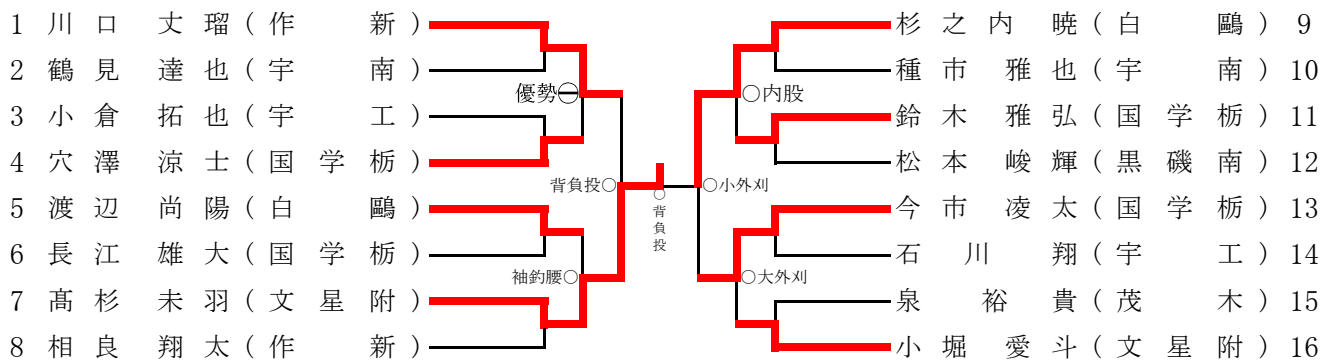 1 川口 丈瑠(作新)
2 鶴見 達也(宇南)
優勢㊀
3 小倉 拓也(宇工)
4 穴澤 涼士(国学栃)
背負投○
5 渡辺 尚陽(白鷗)
6 長江 雄大(国学栃)
袖釣腰○
7 髙杉 未羽(文星附)
8 相良 翔太(作新)
○背負投
杉之内 暁(白鷗) 9
種市 雅也(宇南) 10
○内股
鈴木 雅弘(国学栃) 11
松本 峻輝(黒磯南) 12
○小外刈
今市 凌太(国学栃) 13
石川 翔(宇工) 14
○大外刈
泉 裕貴(茂木) 15
小堀 愛斗(文星附) 16